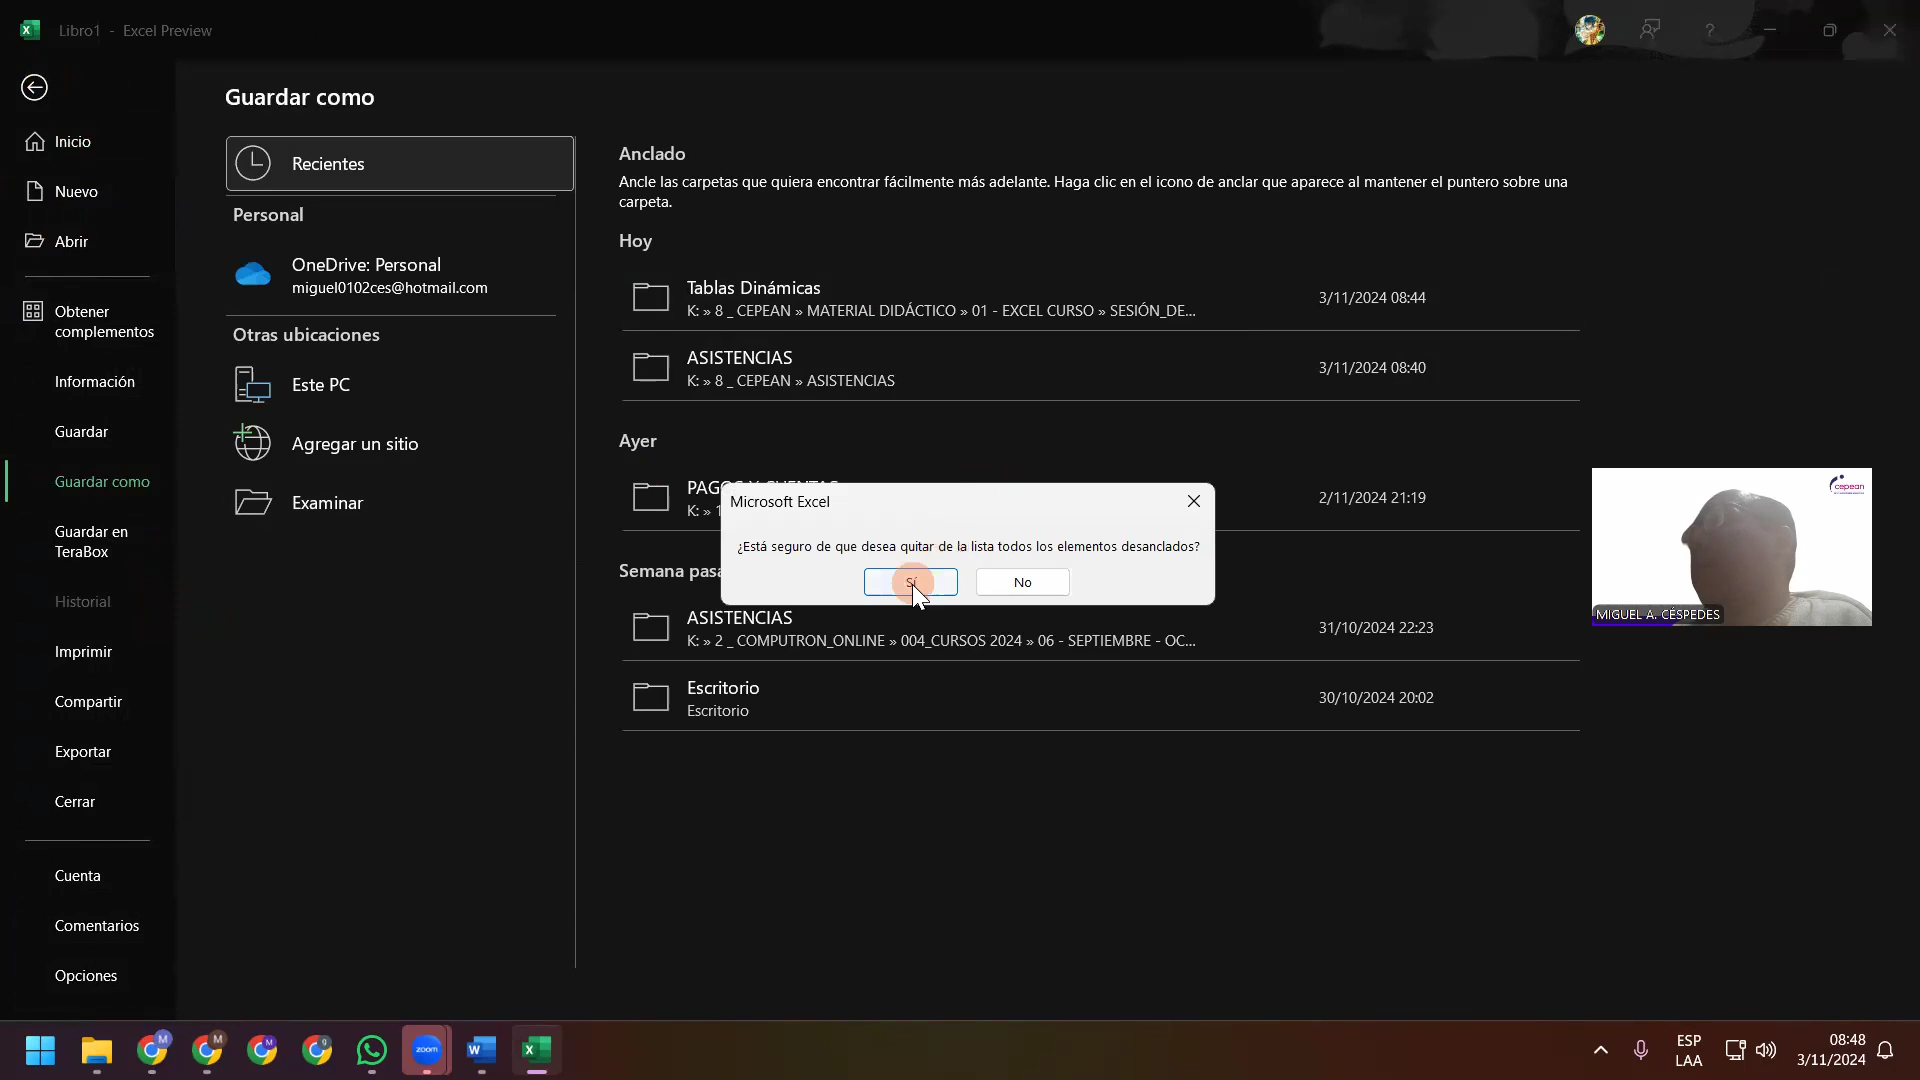 Libro1 - Excel Preview
Guardar como
Inicio
Nuevo
Abrir
Obtener
complementos
Información
Guardar
Guardar como
Guardar en
TeraBox
Historial
Imprimir
Compartir
Exportar
Cerrar
Cuenta
Comentarios
Opciones
Recientes
Personal
OneDrive: Personal
miguel0102ces@hotmail.com
Otras ubicaciones
Este PC
Agregar un sitio
Examinar
Anclado
Ancle las carpetas que quiera encontrar fácilmente más adelante. Haga clic en el icono de anclar que aparece al mantener el puntero sobre una
carpeta.
Hoy
Tablas Dinámicas 3/11/2024 08:44
K: » 8 _ CEPEAN » MATERIAL DIDÁCTICO » 01 - EXCEL CURSO » SESIÓN_DE...
ASISTENCIAS 3/11/2024 08:40
K: » 8 _ CEPEAN » ASISTENCIAS
Ayer
2/11/2024 21:19
K: » 1
Microsoft Excel
¿Está seguro de que desea quitar de la lista todos los elementos desanclados?
Sí No
Semana pasa
ASISTENCIAS 31/10/2024 22:23
K: » 2 _ COMPUTRON_ONLINE » 004_CURSOS 2024 » 06 - SEPTIEMBRE - OC...
Escritorio 30/10/2024 20:02
Escritorio
cepean
MIGUEL A. CÉSPEDES
M
M
M
g
zoom
ESP
LAA
08:48
3/11/2024